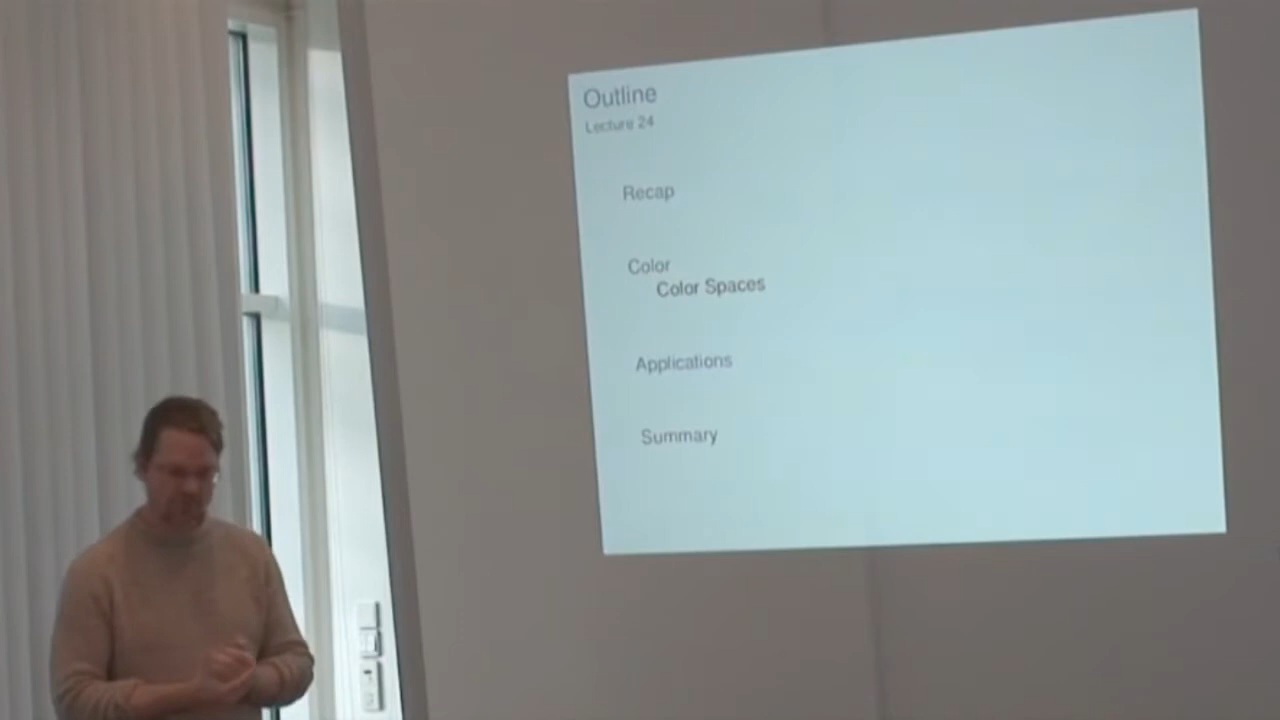 Outline
Lecture 24
Recap
Color
Color Spaces
Applications
Summary